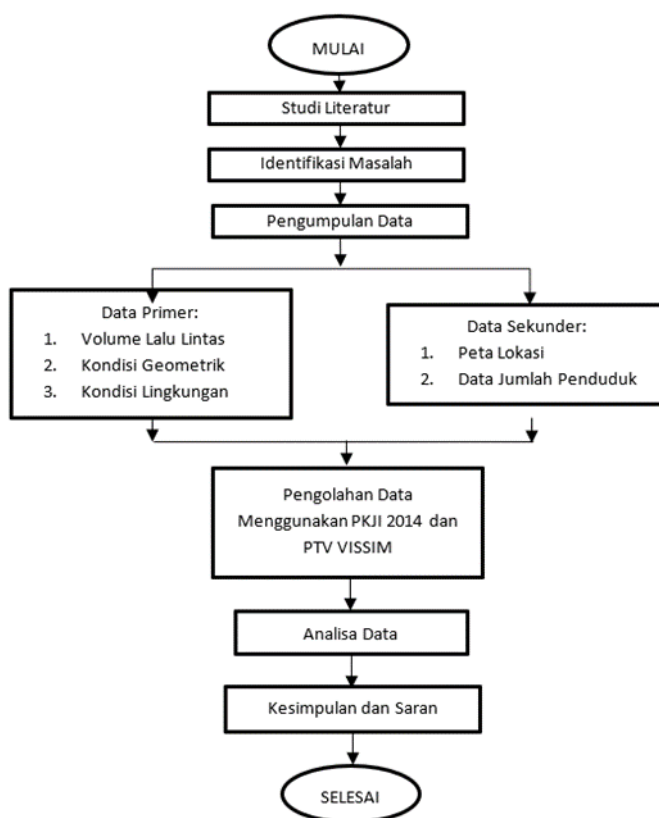 MULAI
Studi Literatur
Identifikasi Masalah
Pengumpulan Data
Data Primer:
1. Volume Lalu Lintas
2. Kondisi Geometrik
3. Kondisi Lingkungan
Data Sekunder:
1. Peta Lokasi
2. Data Jumlah Penduduk
Pengolahan Data
Menggunakan PKJI 2014 dan
PTV VISSIM
Analisa Data
Kesimpulan dan Saran
SELESAI